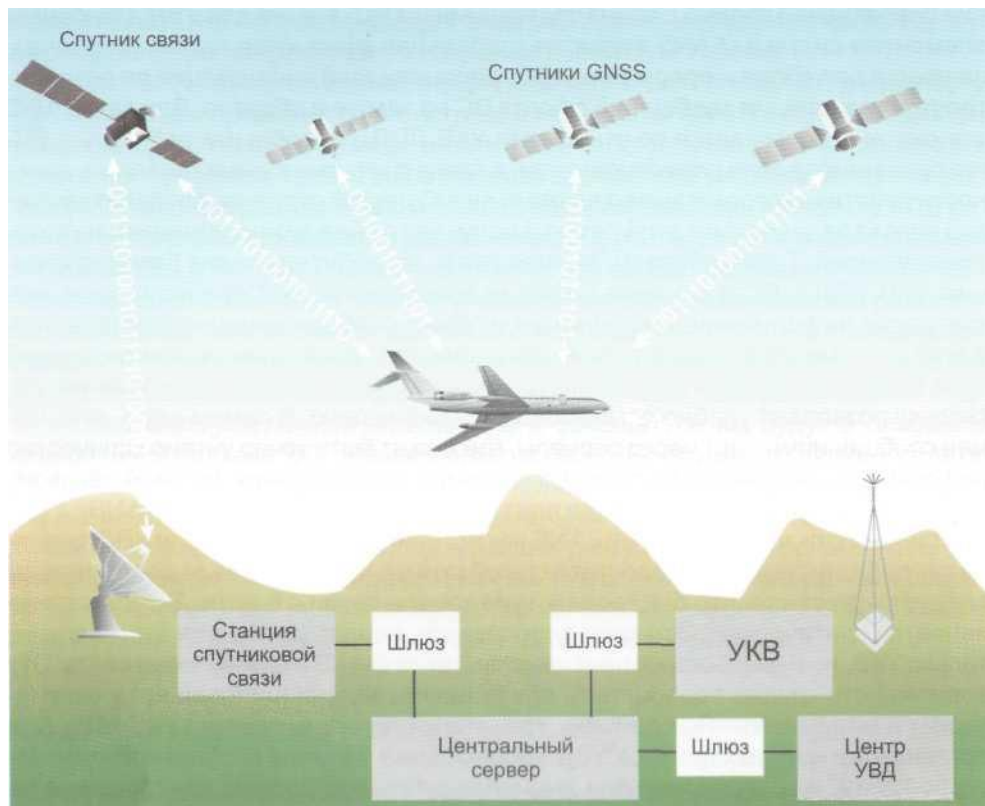 Спутник связи
Спутники GNSS
Станция
спутниковой
связи
Шлюз
Шлюз
УКВ
Центральный
сервер
Шлюз
Центр
УВД